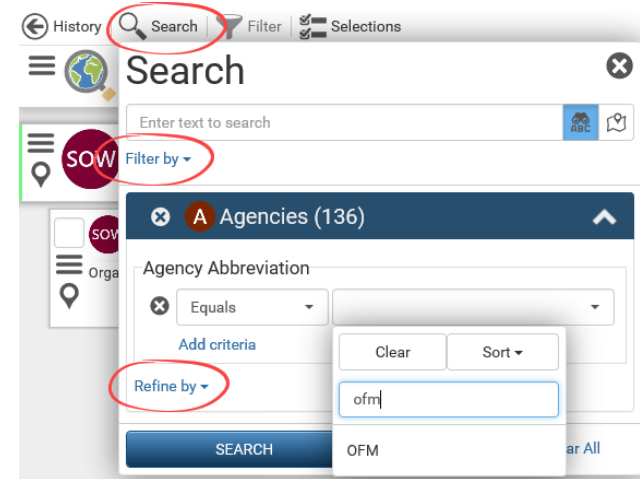 History Search Filter Selections
Search
Enter text to search
ABC
SOW
Filter by
A Agencies (136)
Orga
Agency Abbreviation
Equals
Add criteria
Clear Sort
Refine by
ofm
SEARCH
OFM
ar All